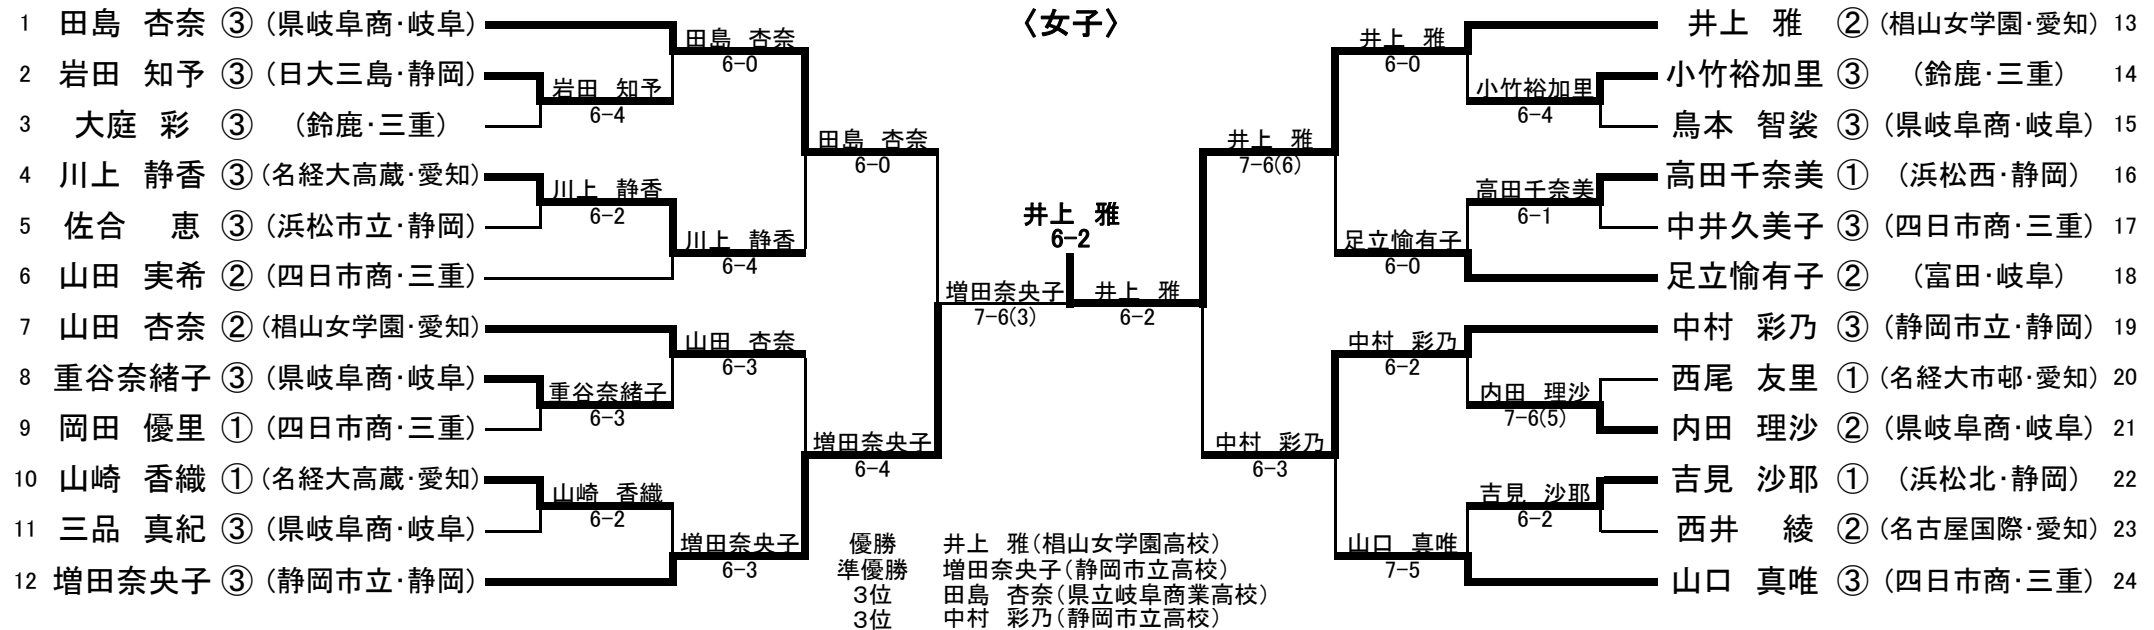 〈女子〉
1 田島 杏奈 ③ (県岐阜商･岐阜)
2 岩田 知予 ③ (日大三島･静岡)
3 大庭 彩 ③ (鈴鹿･三重)
4 川上 静香 ③ (名経大高蔵･愛知)
5 佐合 恵 ③ (浜松市立･静岡)
6 山田 実希 ② (四日市商･三重)
7 山田 杏奈 ② (椙山女学園･愛知)
8 重谷奈緒子 ③ (県岐阜商･岐阜)
9 岡田 優里 ① (四日市商･三重)
10 山崎 香織 ① (名経大高蔵･愛知)
11 三品 真紀 ③ (県岐阜商･岐阜)
12 増田奈央子 ③ (静岡市立･静岡)
岩田 知予
6-4
川上 静香
6-2
重谷奈緒子
6-3
山崎 香織
6-2
田島 杏奈
6-0
川上 静香
6-4
山田 杏奈
6-3
増田奈央子
6-3
田島 杏奈
6-0
増田奈央子
6-4
増田奈央子
7-6(3)
井上 雅
6-2
井上 雅
6-2
井上 雅
7-6(6)
中村 彩乃
6-3
井上 雅
6-0
足立愉有子
6-0
中村 彩乃
6-2
山口 真唯
7-5
小竹裕加里
6-4
高田千奈美
6-1
内田 理沙
7-6(5)
吉見 沙耶
6-2
井上 雅 ② (椙山女学園･愛知) 13
小竹裕加里 ③ (鈴鹿･三重) 14
鳥本 智裟 ③ (県岐阜商･岐阜) 15
高田千奈美 ① (浜松西･静岡) 16
中井久美子 ③ (四日市商･三重) 17
足立愉有子 ② (富田･岐阜) 18
中村 彩乃 ③ (静岡市立･静岡) 19
西尾 友里 ① (名経大市邨･愛知) 20
内田 理沙 ② (県岐阜商･岐阜) 21
吉見 沙耶 ① (浜松北･静岡) 22
西井 綾 ② (名古屋国際･愛知) 23
山口 真唯 ③ (四日市商･三重) 24
優勝 井上 雅(椙山女学園高校)
準優勝 増田奈央子(静岡市立高校)
3位 田島 杏奈(県立岐阜商業高校)
3位 中村 彩乃(静岡市立高校)